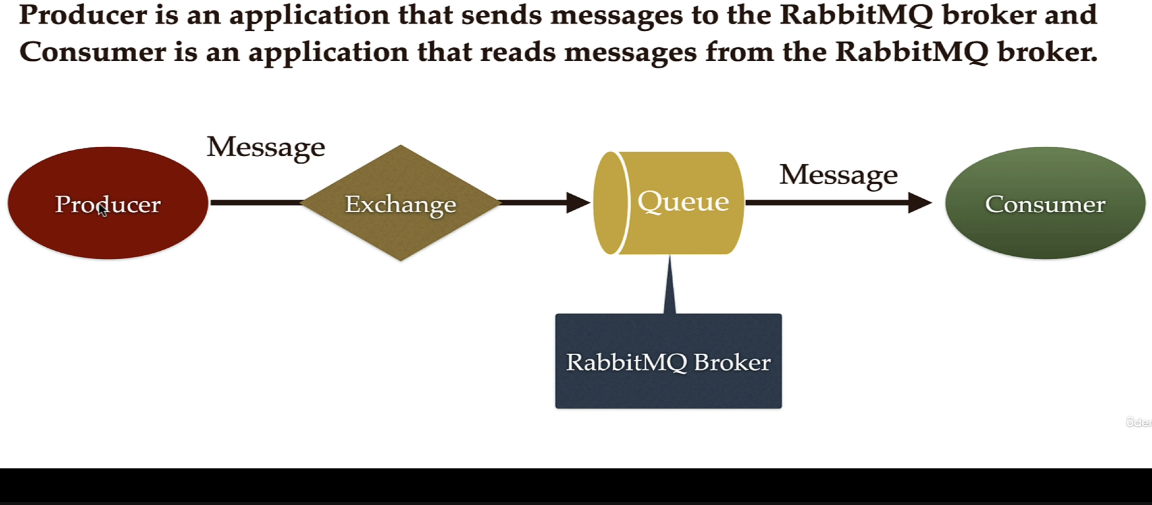 Producer is an application that sends messages to the RabbitMQ broker and
Consumer is an application that reads messages from the RabbitMQ broker.
Message
Producer
Exchange
Queue
Message
Consumer
RabbitMQ Broker